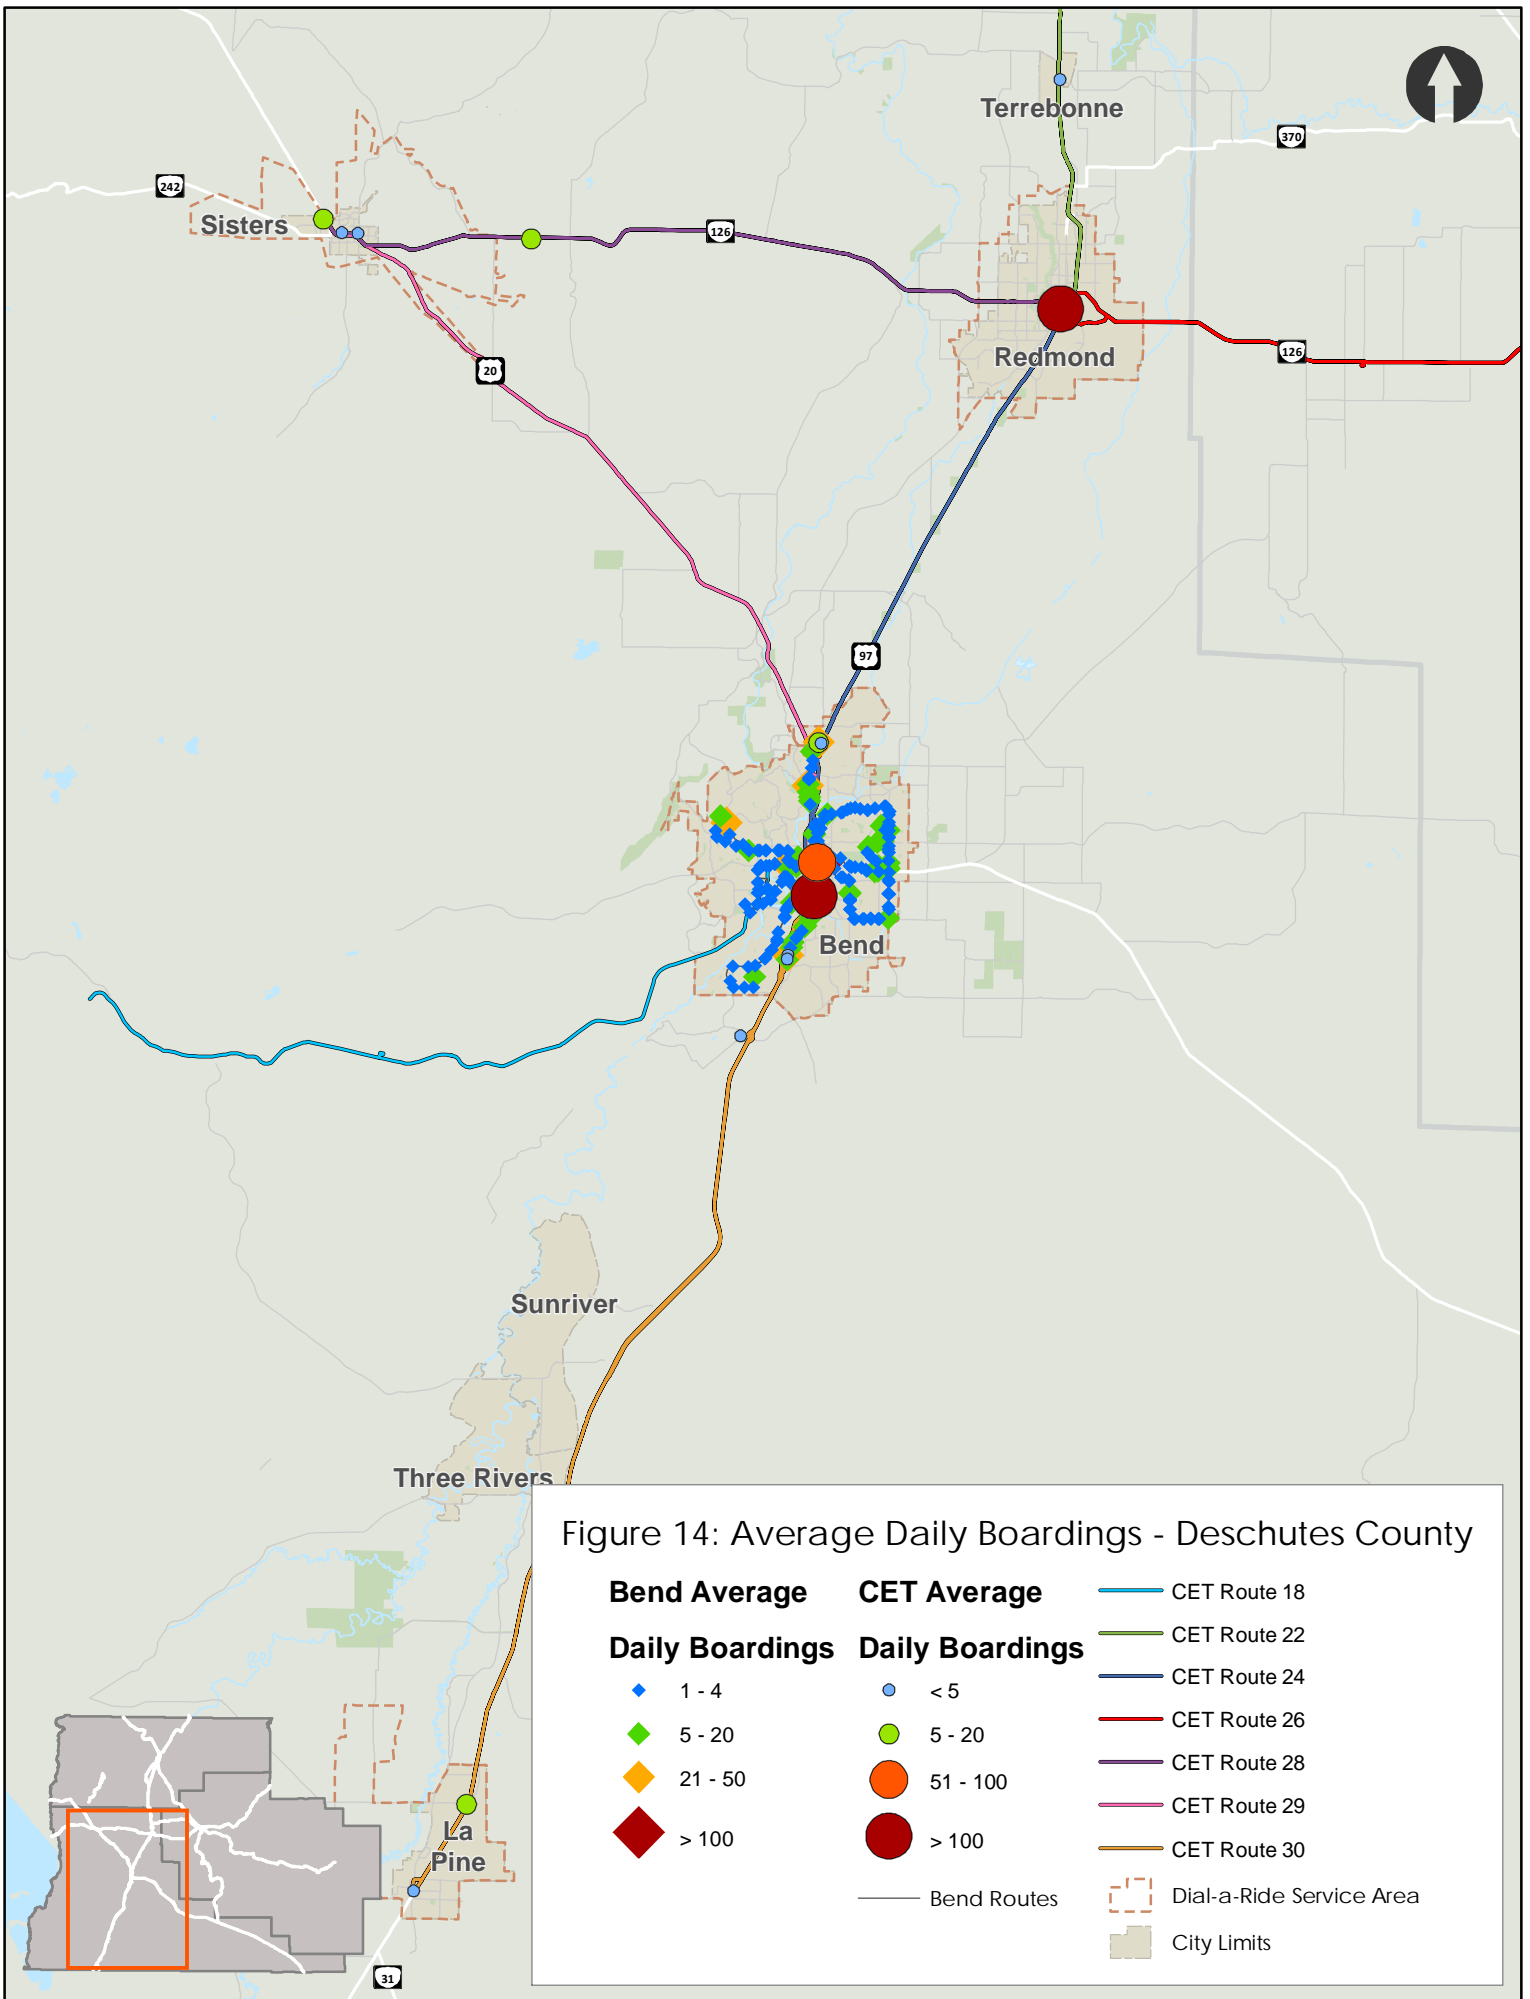 Terrebonne
370
242
Sisters
126
Redmond
126
20
97
Bend
Sunriver
Three Rivers
La
Pine
31
Figure 14: Average Daily Boardings - Deschutes County
Bend Average
Daily Boardings
1 - 4
5 - 20
21 - 50
> 100
CET Average
Daily Boardings
< 5
5 - 20
51 - 100
> 100
Bend Routes
CET Route 18
CET Route 22
CET Route 24
CET Route 26
CET Route 28
CET Route 29
CET Route 30
Dial-a-Ride Service Area
City Limits